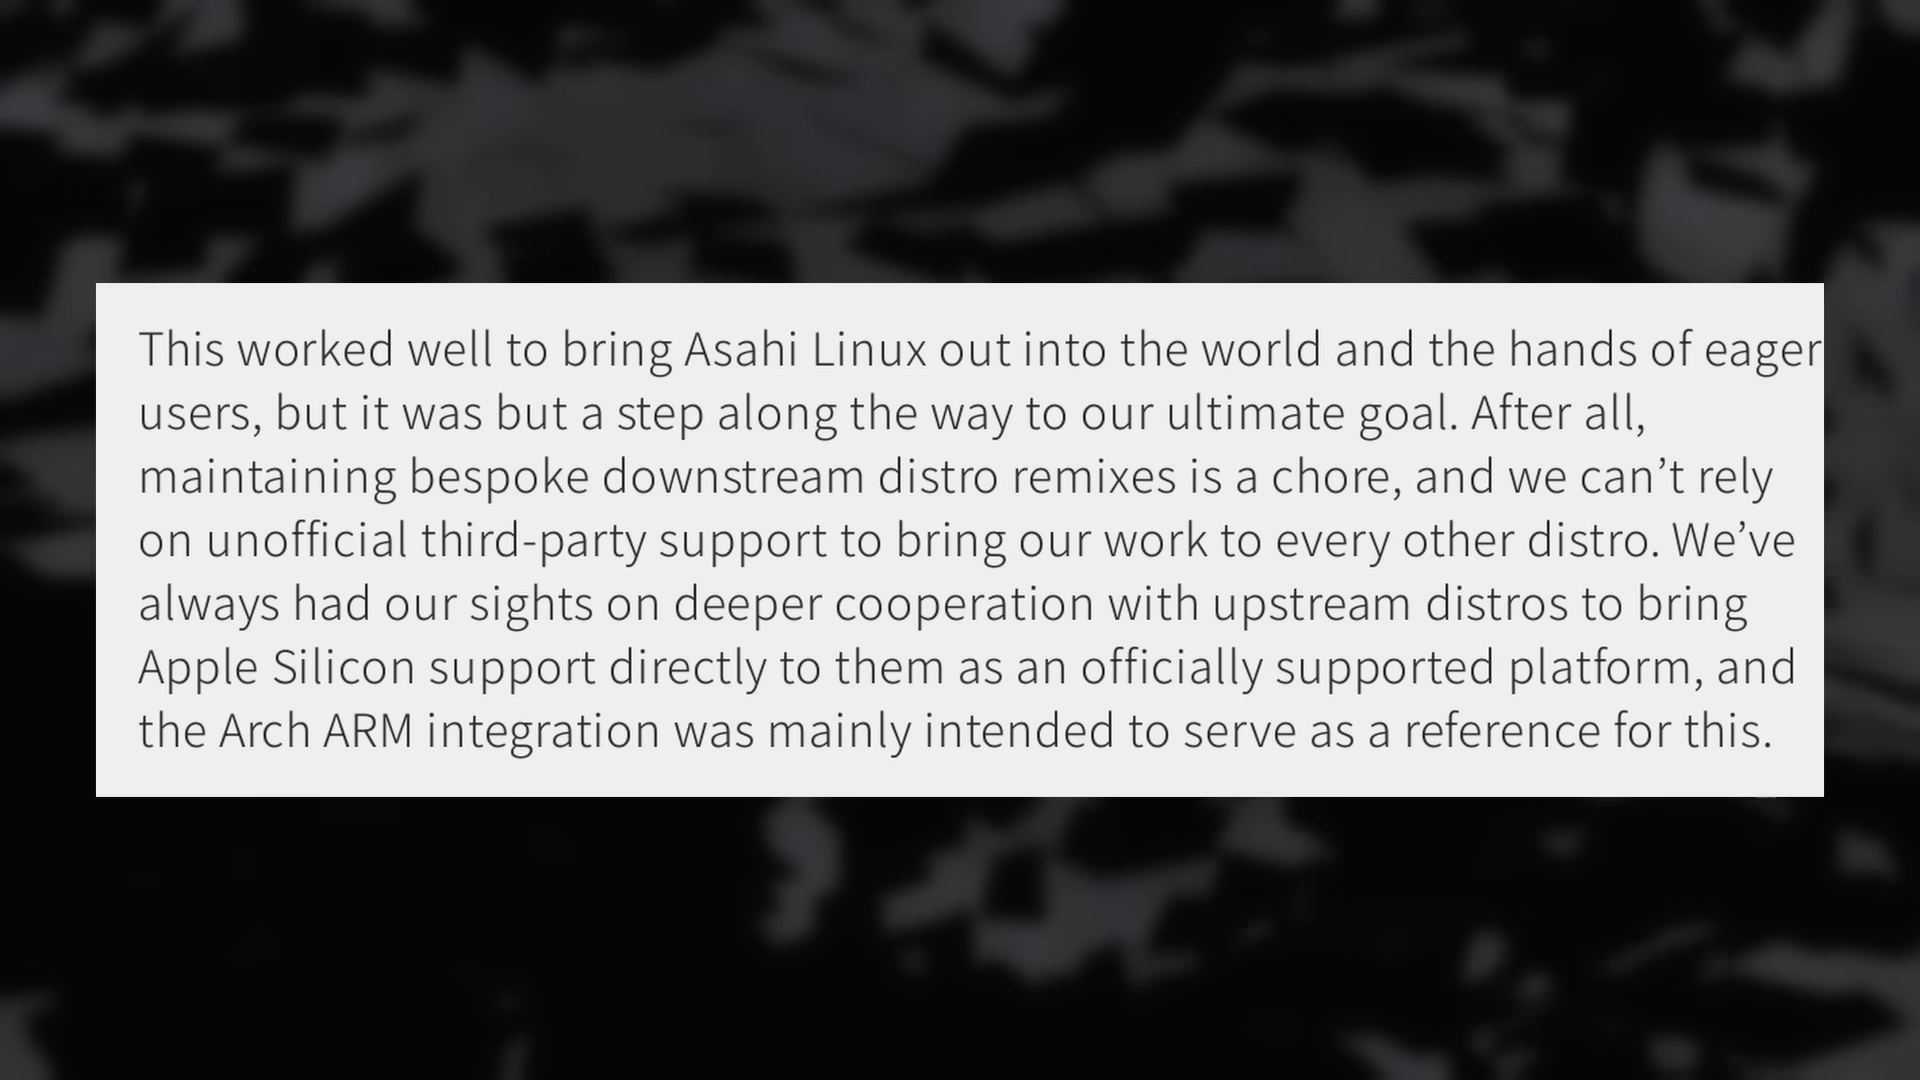 This worked well to bring Asahi Linux out into the world and the hands of eager
users, but it was but a step along the way to our ultimate goal. After all,
maintaining bespoke downstream distro remixes is a chore, and we can’t rely
on unofficial third-party support to bring our work to every other distro. We’ve
always had our sights on deeper cooperation with upstream distros to bring
Apple Silicon support directly to them as an officially supported platform, and
the Arch ARM integration was mainly intended to serve as a reference for this.